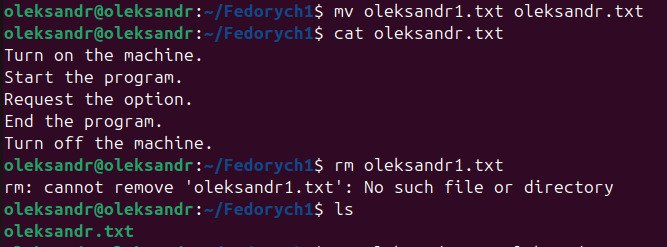 oleksandr@oleksandr:~/Fedorych1$ mv oleksandr1.txt oleksandr.txt
oleksandr@oleksandr:~/Fedorych1$ cat oleksandr.txt
Turn on the machine.
Start the program.
Request the option.
End the program.
Turn off the machine.
oleksandr@oleksandr:~/Fedorych1$ rm oleksandr1.txt
rm: cannot remove 'oleksandr1.txt': No such file or directory
oleksandr@oleksandr:~/Fedorych1$ ls
oleksandr.txt